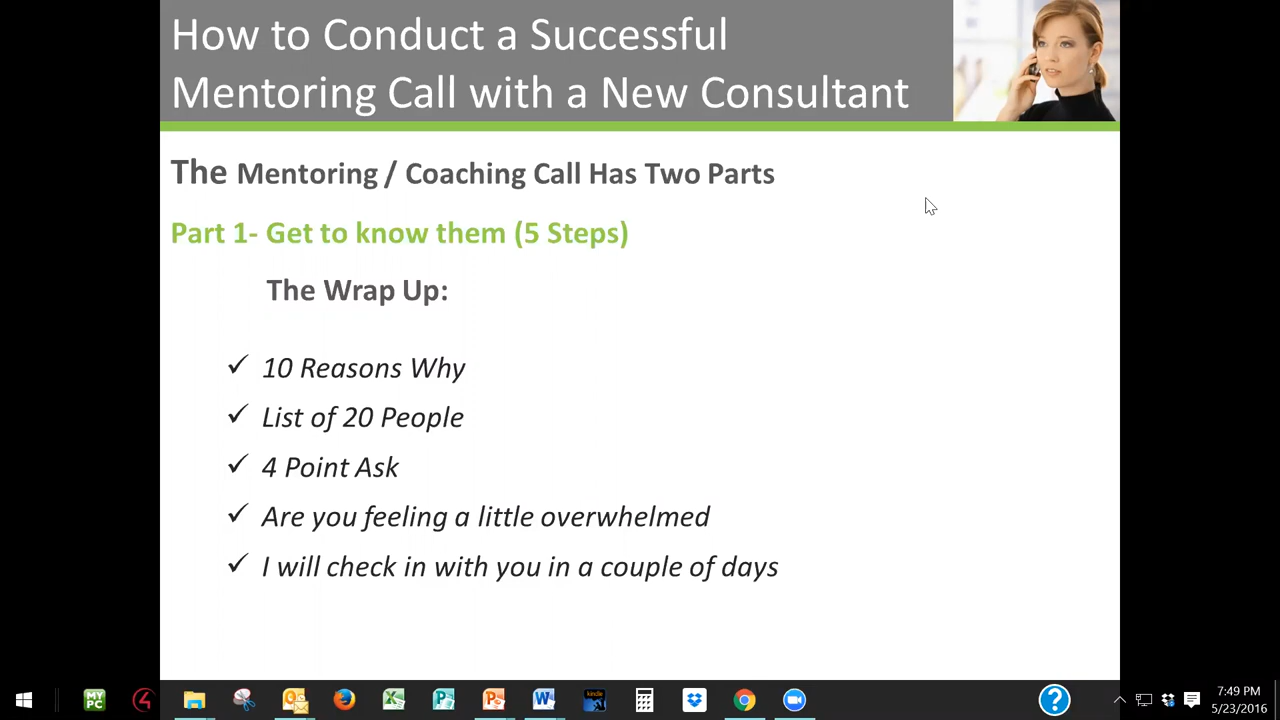 How to Conduct a Successful
Mentoring Call with a New Consultant
The Mentoring / Coaching Call Has Two Parts
Part 1- Get to know them (5 Steps)
The Wrap Up:
✓ 10 Reasons Why
✓ List of 20 People
✓ 4 Point Ask
✓ Are you feeling a little overwhelmed
✓ I will check in with you in a couple of days
MY PC
kindle
7:49 PM
5/23/2016